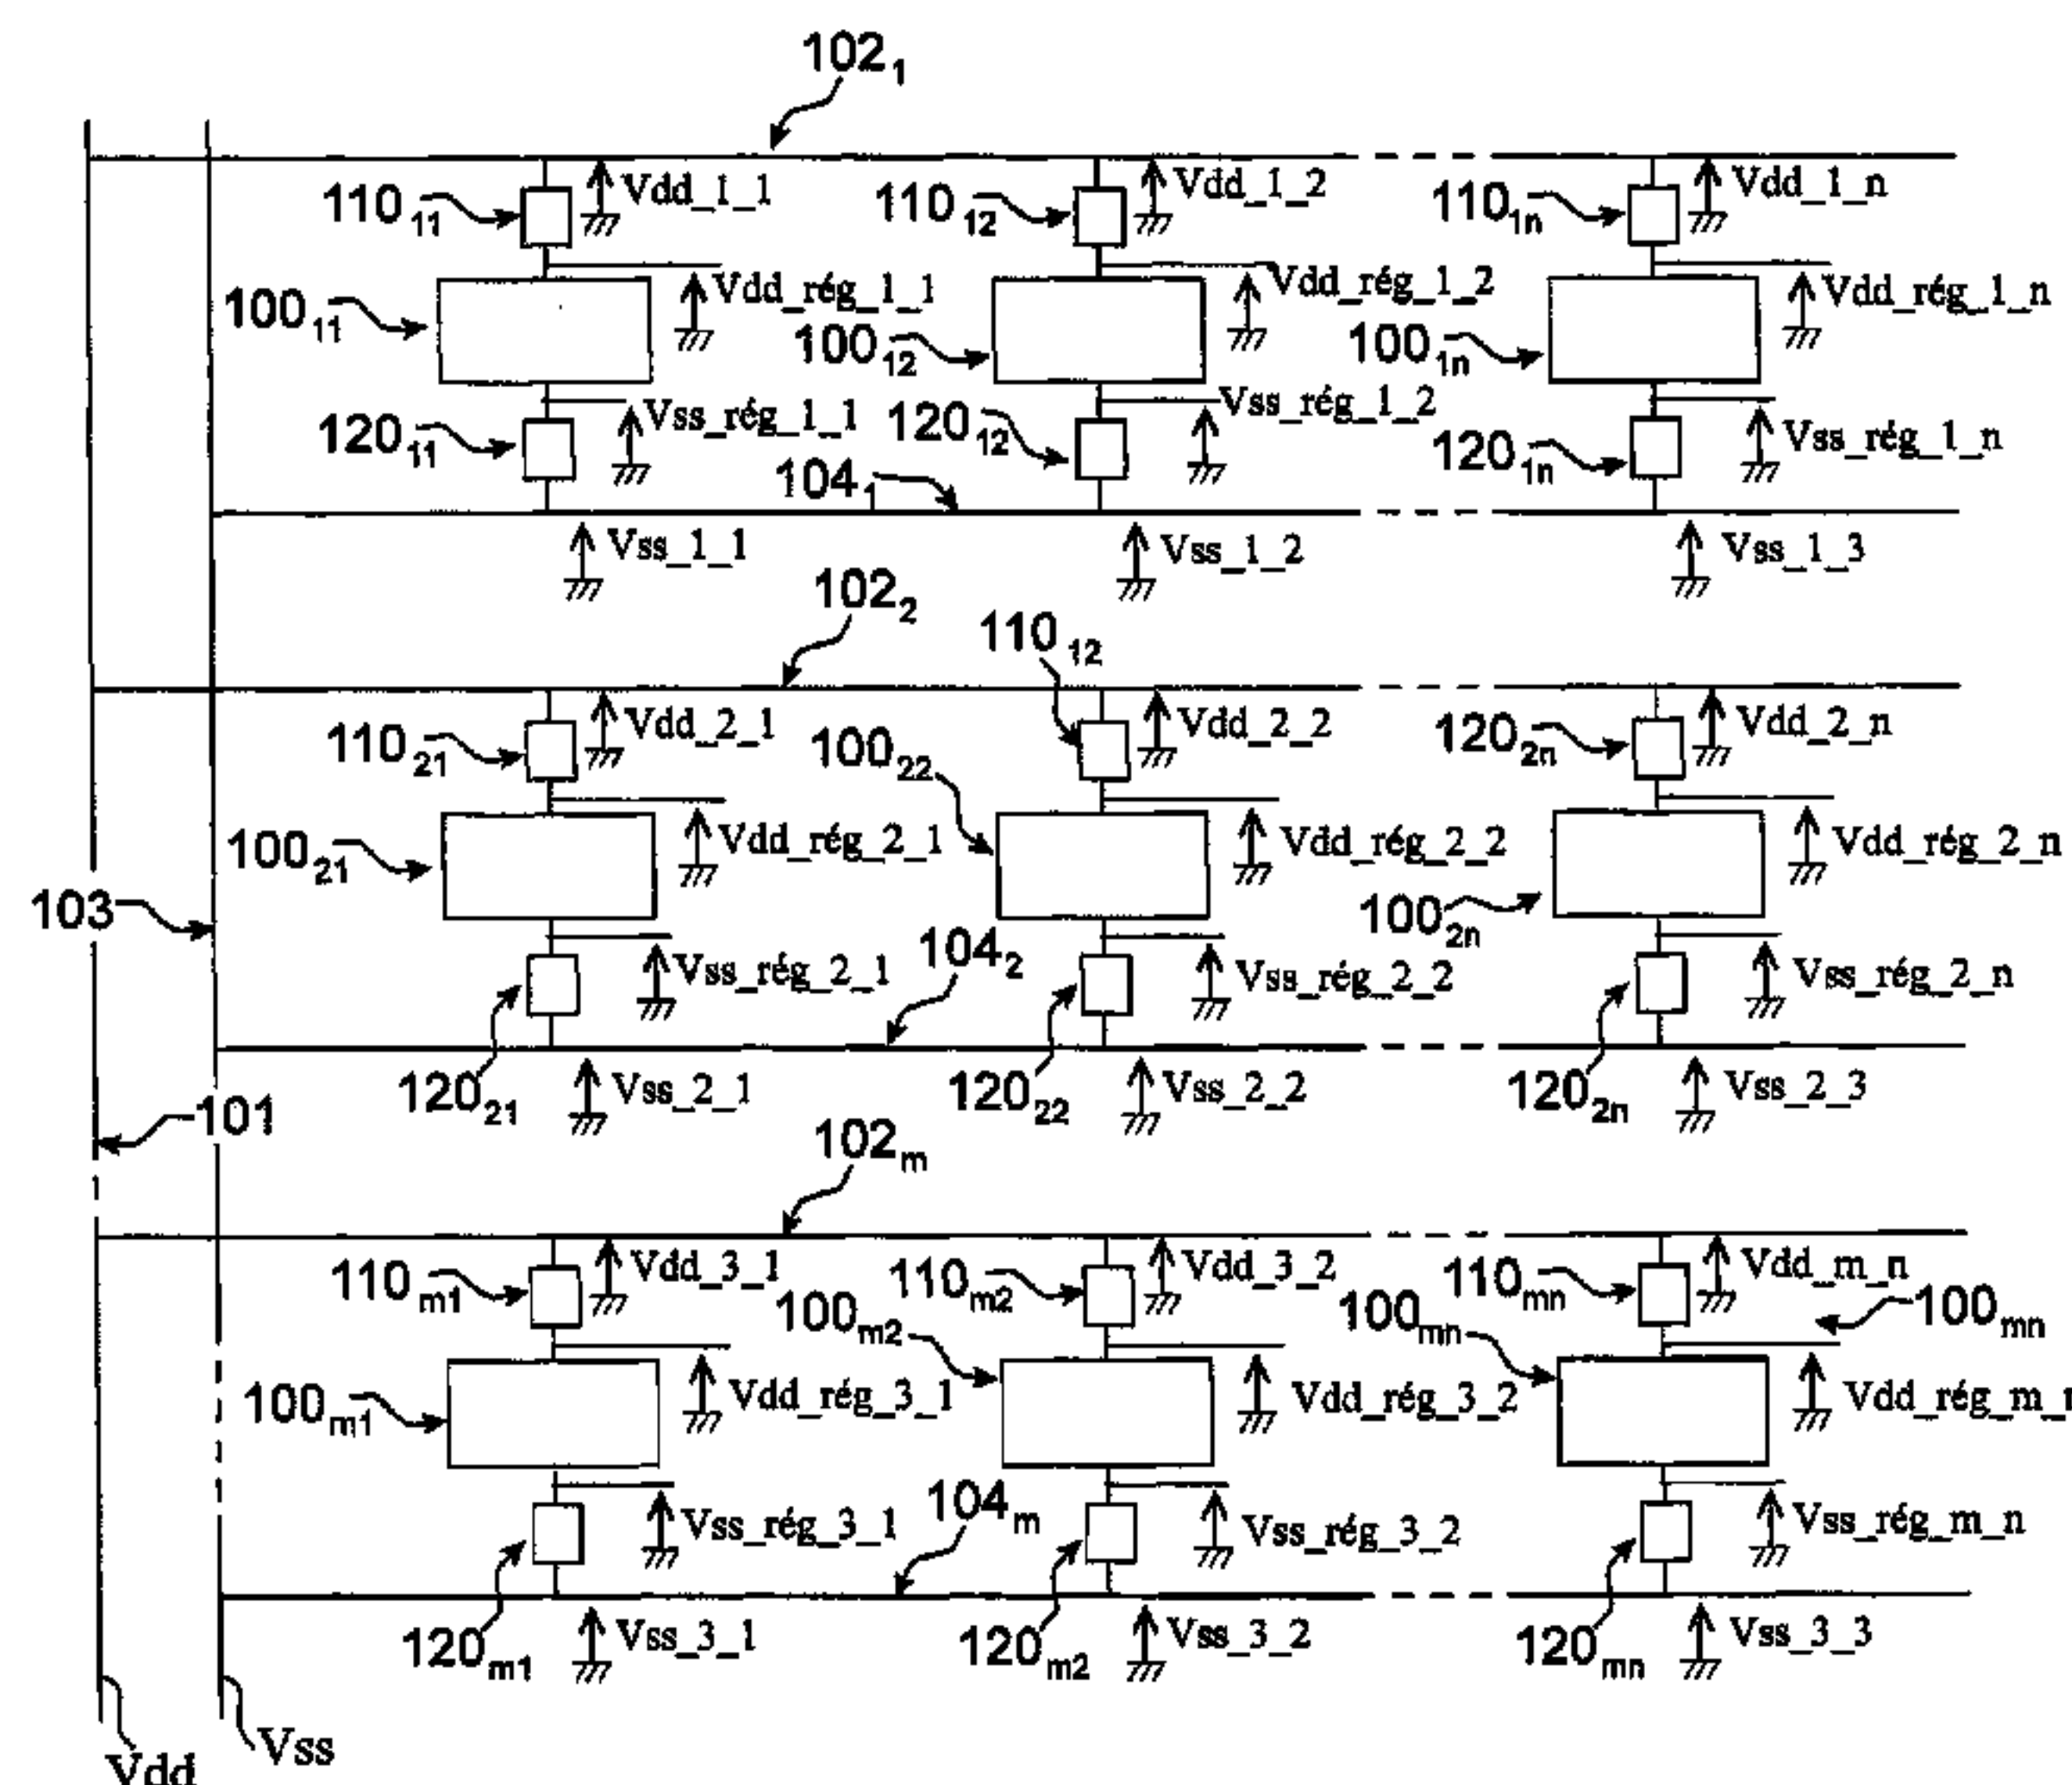 102₁
110₁₁ Vdd_1_1 110₁₂ Vdd_1_2 110₁ₙ Vdd_1_n
100₁₁ Vdd_rég_1_1 100₁₂ Vdd_rég_1_2 100₁ₙ Vdd_rég_1_n
120₁₁ Vss_rég_1_1 120₁₂ Vss_rég_1_2 120₁ₙ Vss_rég_1_n
104₁
Vss_1_1 Vss_1_2 Vss_1_3
102₂ 110₁₂
110₂₁ Vdd_2_1 100₂₂ Vdd_2_2 120₂ₙ Vdd_2_n
100₂₁ Vdd_rég_2_1 Vdd_rég_2_2 Vdd_rég_2_n
103 100₂ₙ
104₂
Vss_rég_2_1 Vss_rég_2_2 Vss_rég_2_n
120₂₁ Vss_2_1 120₂₂ Vss_2_2 120₂ₙ Vss_2_3
101
102ₘ
110ₘ₁ Vdd_3_1 110ₘ₂ Vdd_3_2 110ₘₙ Vdd_m_n
100ₘ₂ 100ₘₙ 100ₘₙ
100ₘ₁ Vdd_rég_3_1 Vdd_rég_3_2
104ₘ
Vss_rég_3_1 Vss_rég_3_2 Vss_rég_m_n
120ₘ₁ Vss_3_1 120ₘ₂ Vss_3_2 120ₘₙ Vss_3_3
Vdd Vss